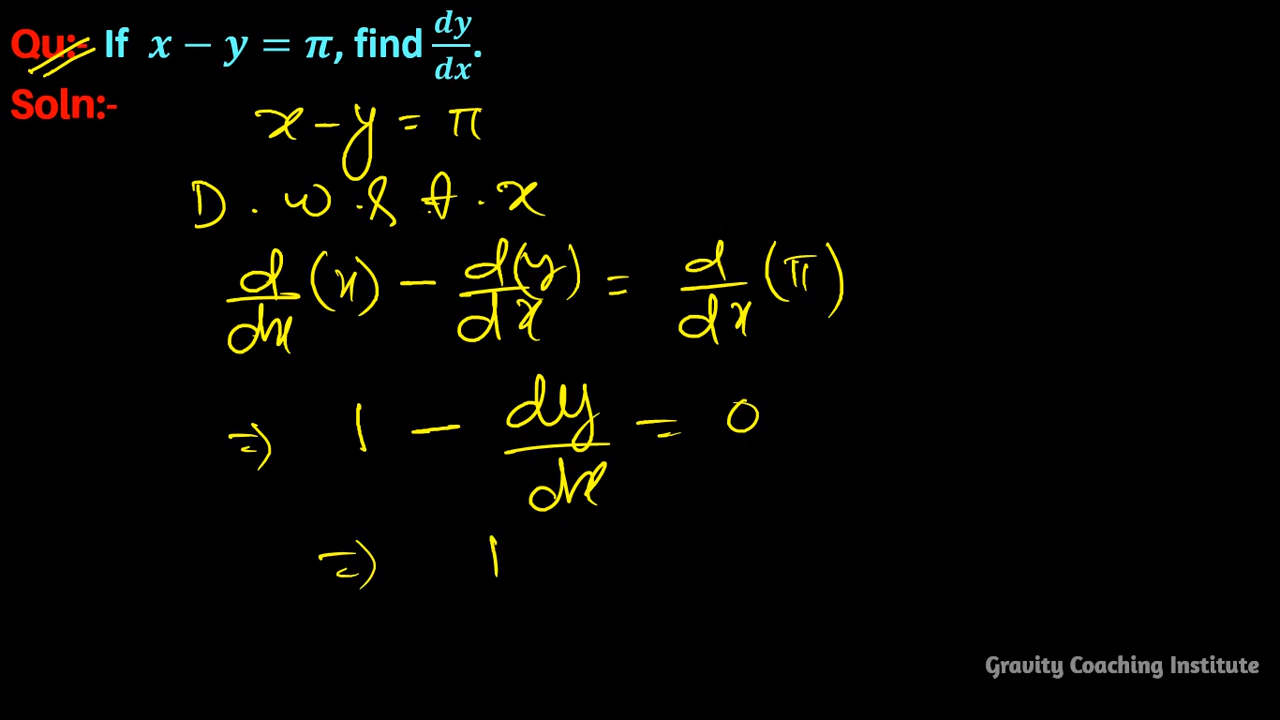 Qu:- If x − y = π, find dy/dx.
Soln:-
x − y = π
D. w. r. t. x
d/dx (x) − d(y)/dx = d/dx (π)
⇒ 1 − dy/dx = 0
⇒ 1
Gravity Coaching Institute